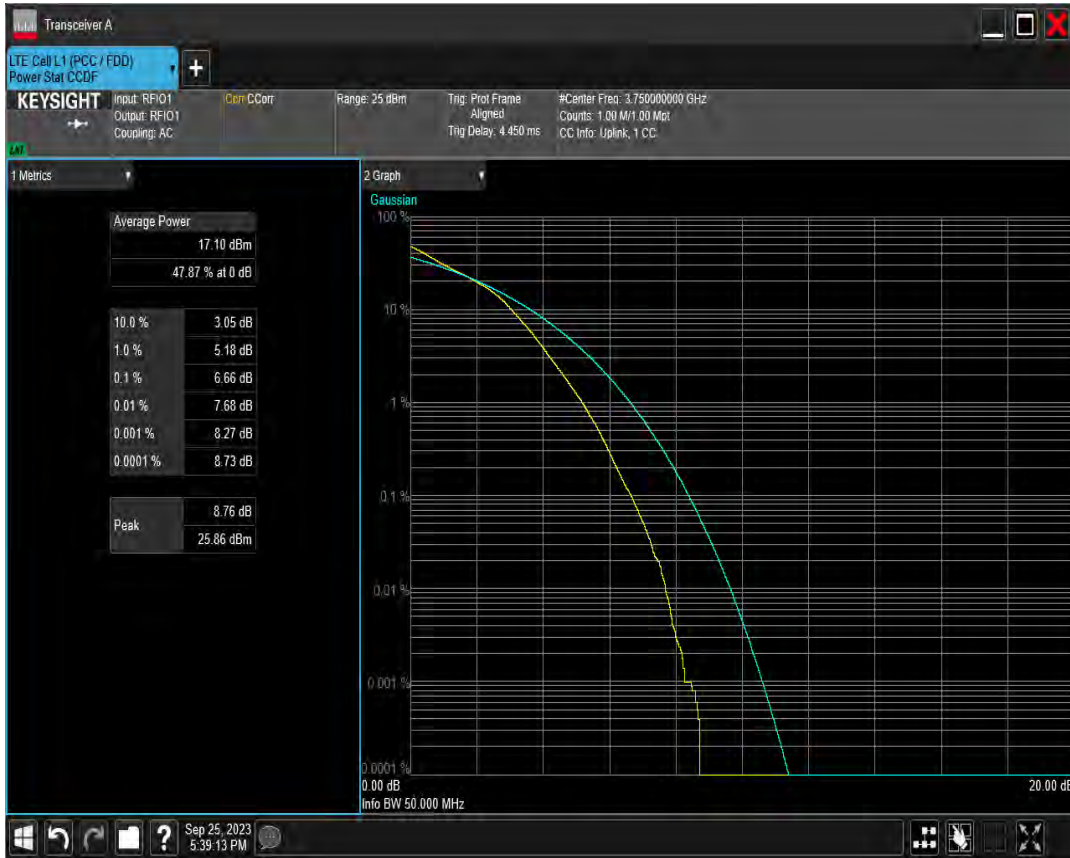 Transceiver A
LTE Cell L1 (PCC / FDD)
Power Stat CCDF
+
KEYSIGHT
Input: RFIO1
Output: RFIO1
Coupling: AC
Corr CCorr
Range: 25 dBm
Trig: Prot Frame
Aligned
Trig Delay: 4.450 ms
#Center Freq: 3.750000000 GHz
Counts: 1.00 M/1.00 Mpt
CC Info: Uplink, 1 CC
1 Metrics
Average Power
17.10 dBm
47.87 % at 0 dB
10.0 % 3.05 dB
1.0 % 5.18 dB
0.1 % 6.66 dB
0.01 % 7.68 dB
0.001 % 8.27 dB
0.0001 % 8.73 dB
Peak
8.76 dB
25.86 dBm
2 Graph
Gaussian
100 %
10 %
1 %
0.1 %
0.01 %
0.001 %
0.0001 %
0.00 dB
20.00 dB
Info BW 50.000 MHz
?
Sep 25, 2023
5:39:13 PM